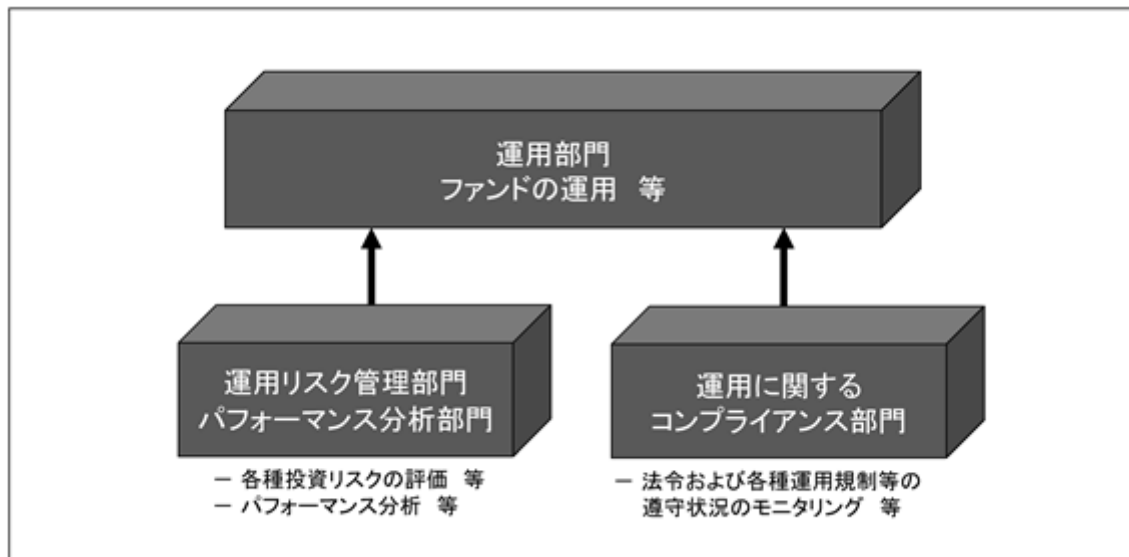 運用部門
ファンドの運用　等
運用リスク管理部門
パフォーマンス分析部門
－ 各種投資リスクの評価　等
－ パフォーマンス分析　等
運用に関する
コンプライアンス部門
－ 法令および各種運用規制等の
遵守状況のモニタリング　等